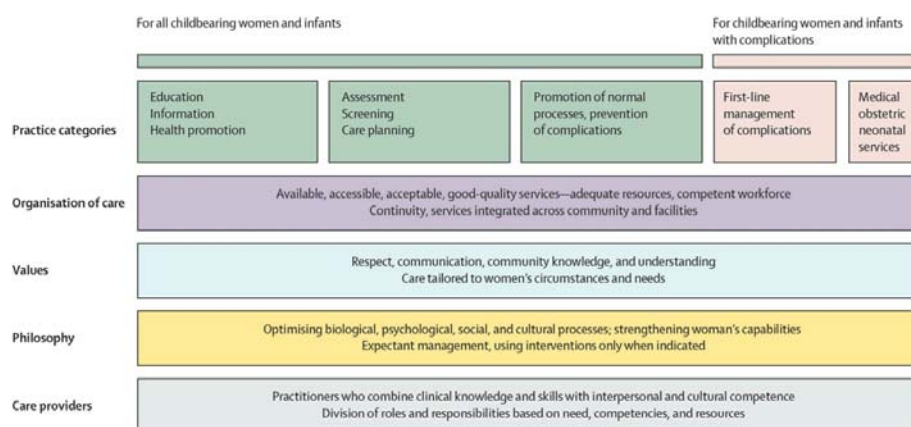 For all childbearing women and infants
For childbearing women and infants
with complications
Practice categories
Education
Information
Health promotion
Assessment
Screening
Care planning
Promotion of normal
processes, prevention
of complications
First-line
management
of complications
Medical
obstetric
neonatal
services
Organisation of care
Available, accessible, acceptable, good-quality services—adequate resources, competent workforce
Continuity, services integrated across community and facilities
Values
Respect, communication, community knowledge, and understanding
Care tailored to women's circumstances and needs
Philosophy
Optimising biological, psychological, social, and cultural processes; strengthening woman's capabilities
Expectant management, using interventions only when indicated
Care providers
Practitioners who combine clinical knowledge and skills with interpersonal and cultural competence
Division of roles and responsibilities based on need, competencies, and resources